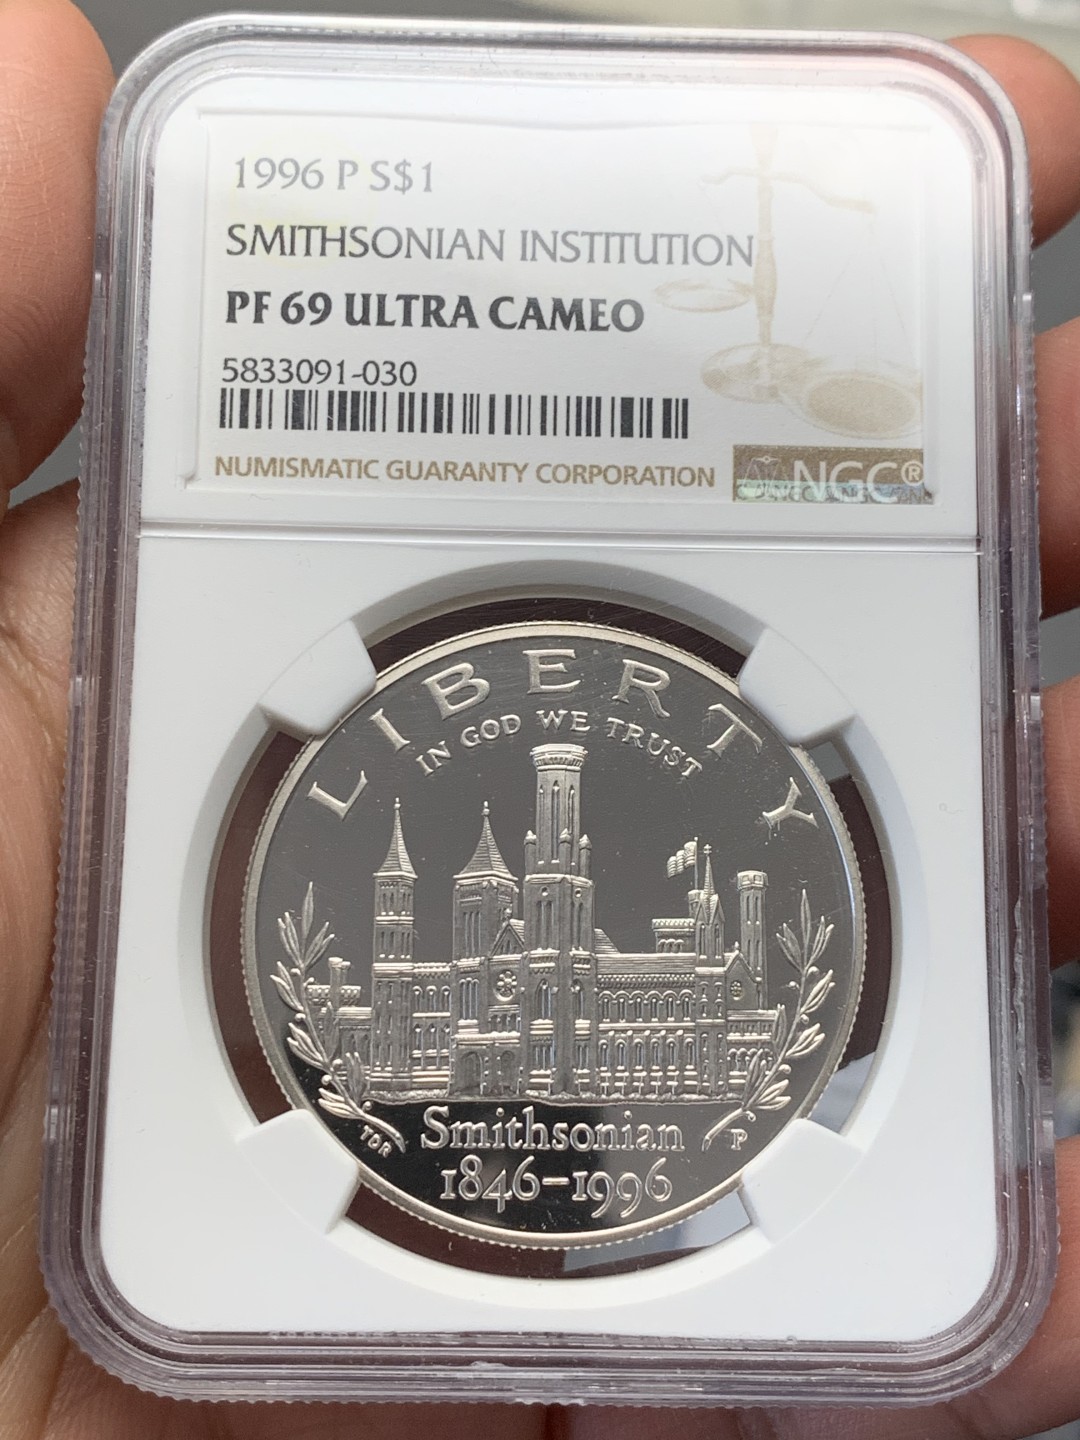 1996 P S$1
SMITHSONIAN INSTITUTION
PF 69 ULTRA CAMEO
5833091-030
NUMISMATIC GUARANTY CORPORATION
NGC®
LIBERTY
IN GOD WE TRUST
TDR
Smithsonian
P
1846-1996